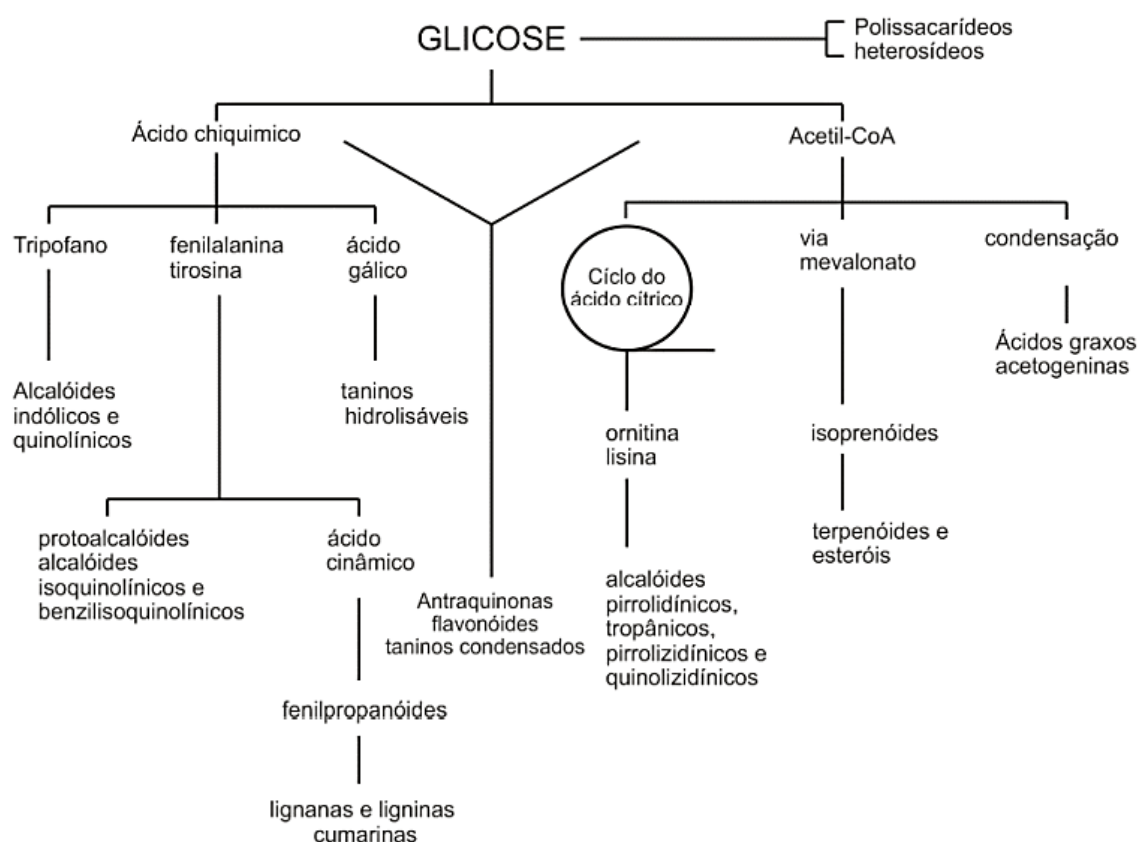 GLICOSE
Polissacarídeos
heterosídeos
Ácido chiquimico
Acetil-CoA
Tripofano
fenilalanina
tirosina
ácido
gálico
Cíclo do
ácido cítrico
via
mevalonato
condensação
Alcalóides
indólicos e
quinolínicos
taninos
hidrolisáveis
ornitina
lisina
isoprenóides
Ácidos graxos
acetogeninas
protoalcalóides
alcalóides
isoquinolínicos e
benzilisoquinolínicos
ácido
cinâmico
Antraquinonas
flavonóides
taninos condensados
alcalóides
pirrolidínicos,
tropânicos,
pirrolizidínicos e
quinolizidínicos
terpenóides e
esteróis
fenilpropanóides
lignanas e ligninas
cumarinas